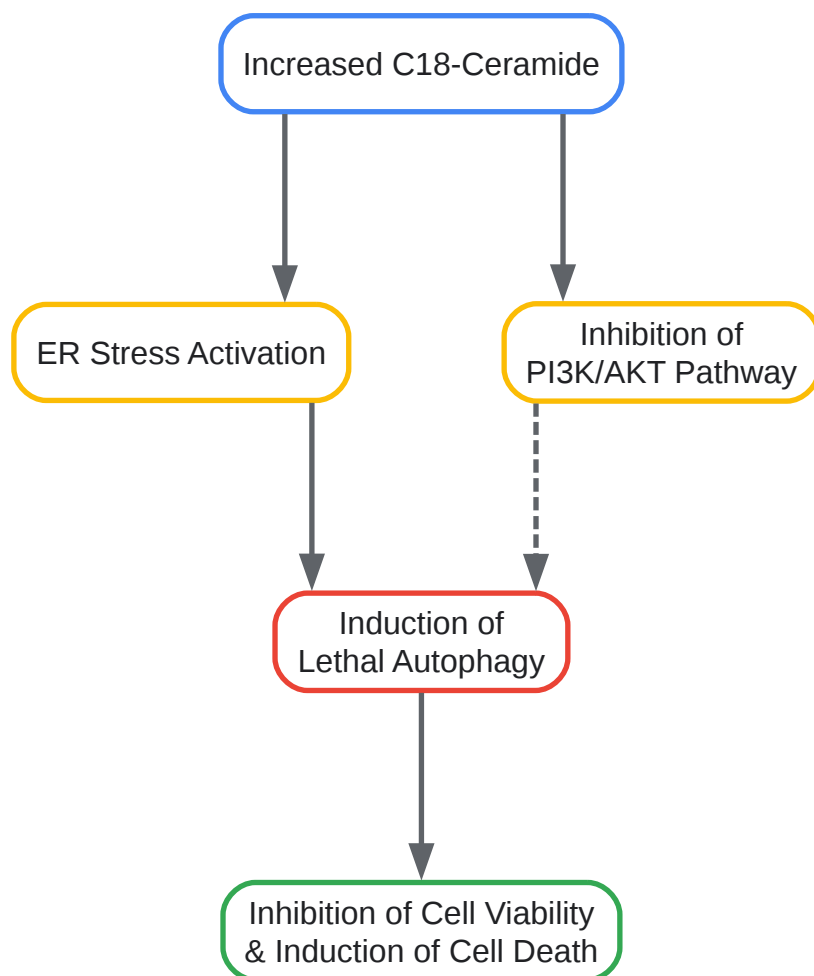 Increased C18-Ceramide
ER Stress Activation
Inhibition of
PI3K/AKT Pathway
Induction of
Lethal Autophagy
Inhibition of Cell Viability
& Induction of Cell Death